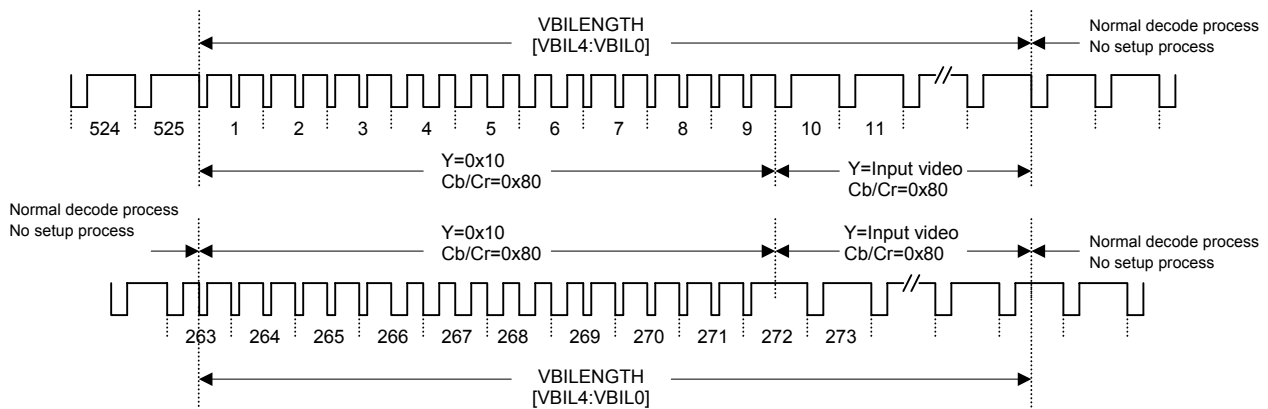 VBILENGTH
[VBIL4:VBIL0]
Normal decode process
No setup process
524 525 1 2 3 4 5 6 7 8 9 10 11
Y=0x10
Cb/Cr=0x80
Y=Input video
Cb/Cr=0x80
Normal decode process
No setup process
Y=0x10
Cb/Cr=0x80
Y=Input video
Cb/Cr=0x80
Normal decode process
No setup process
263 264 265 266 267 268 269 270 271 272 273
VBILENGTH
[VBIL4:VBIL0]